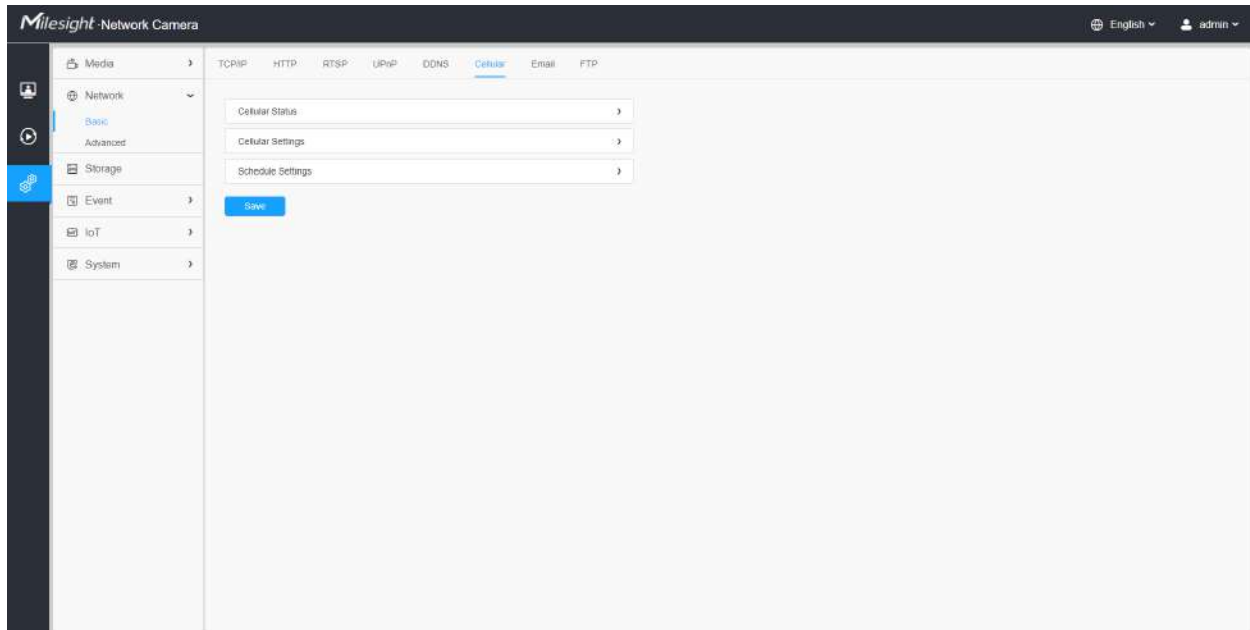 Milesight-Network Camera
English
admin
Media
Network
Basic
Advanced
Storage
Event
IoT
System
TCP/IP HTTP RTSP UPnP DDNS Cellular Email FTP
Cellular Status
Cellular Settings
Schedule Settings
Save